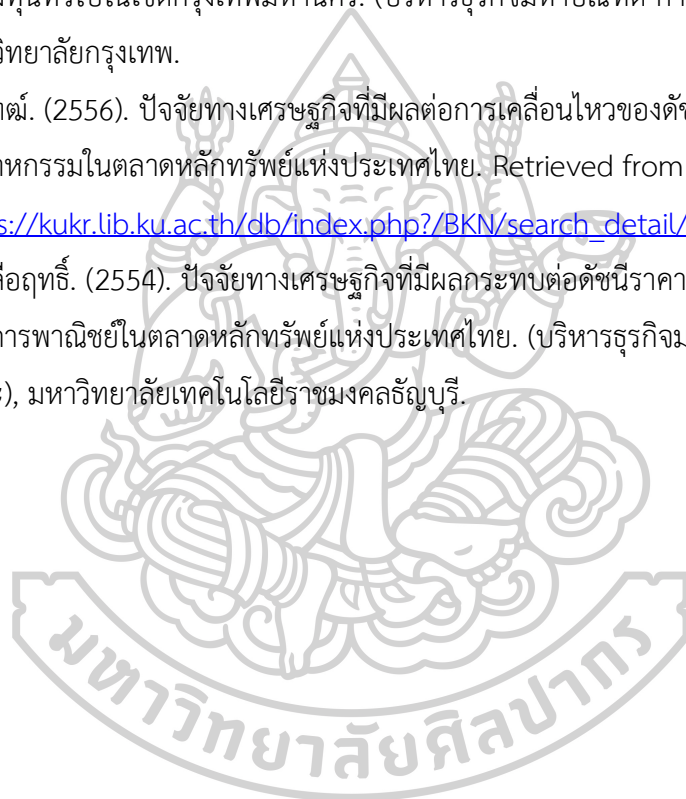 ทุนทั่วไปในเขตกรุงเทพมหานคร. (บริหารธุรกิจมหาบัณฑิต
วิทยาลัยกรุงเทพ.
ฒ์. (2556). ปัจจัยทางเศรษฐกิจที่มีผลต่อการเคลื่อนไหวของดัช
าหกรรมในตลาดหลักทรัพย์แห่งประเทศไทย. Retrieved from
s://kukr.lib.ku.ac.th/db/index.php?/BKN/search_detail/
ือฤทธิ์. (2554). ปัจจัยทางเศรษฐกิจที่มีผลกระทบต่อดัชนีราคา
การพาณิชย์ในตลาดหลักทรัพย์แห่งประเทศไทย. (บริหารธุรกิจม
ะ), มหาวิทยาลัยเทคโนโลยีราชมงคลธัญบุรี.
มหาวิทยาลัยศิลปากร